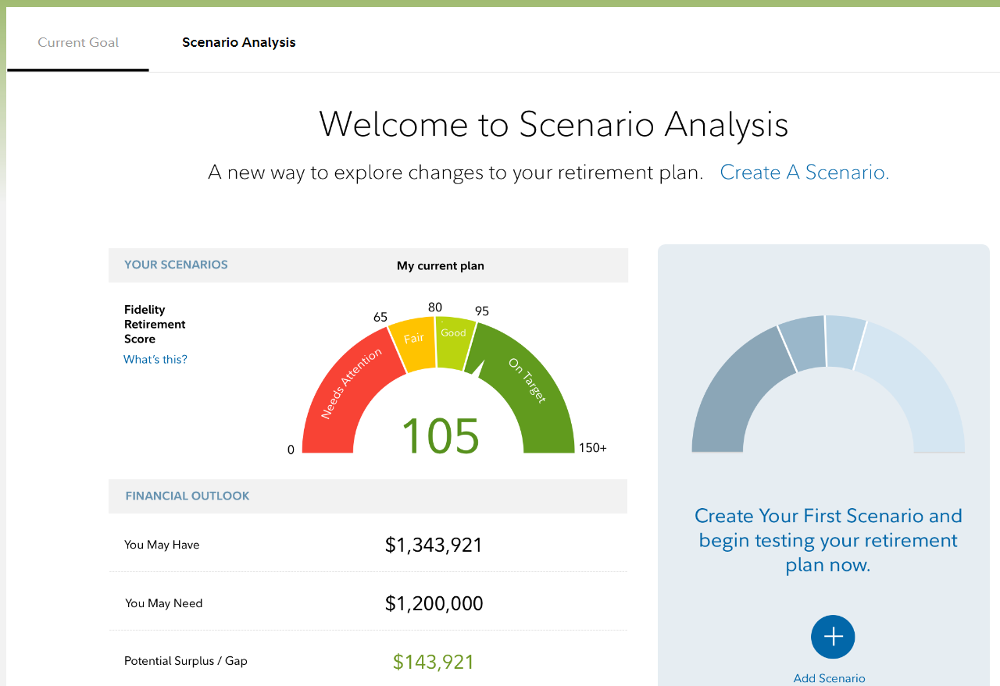 Current Goal
Scenario Analysis
Welcome to Scenario Analysis
A new way to explore changes to your retirement plan. Create A Scenario.
YOUR SCENARIOS
My current plan
Fidelity
Retirement
Score
What's this?
0
65
80
95
150+
Needs Attention
Fair
Good
On Target
105
FINANCIAL OUTLOOK
You May Have
$1,343,921
You May Need
$1,200,000
Potential Surplus / Gap
$143,921
Create Your First Scenario and
begin testing your retirement
plan now.
Add Scenario